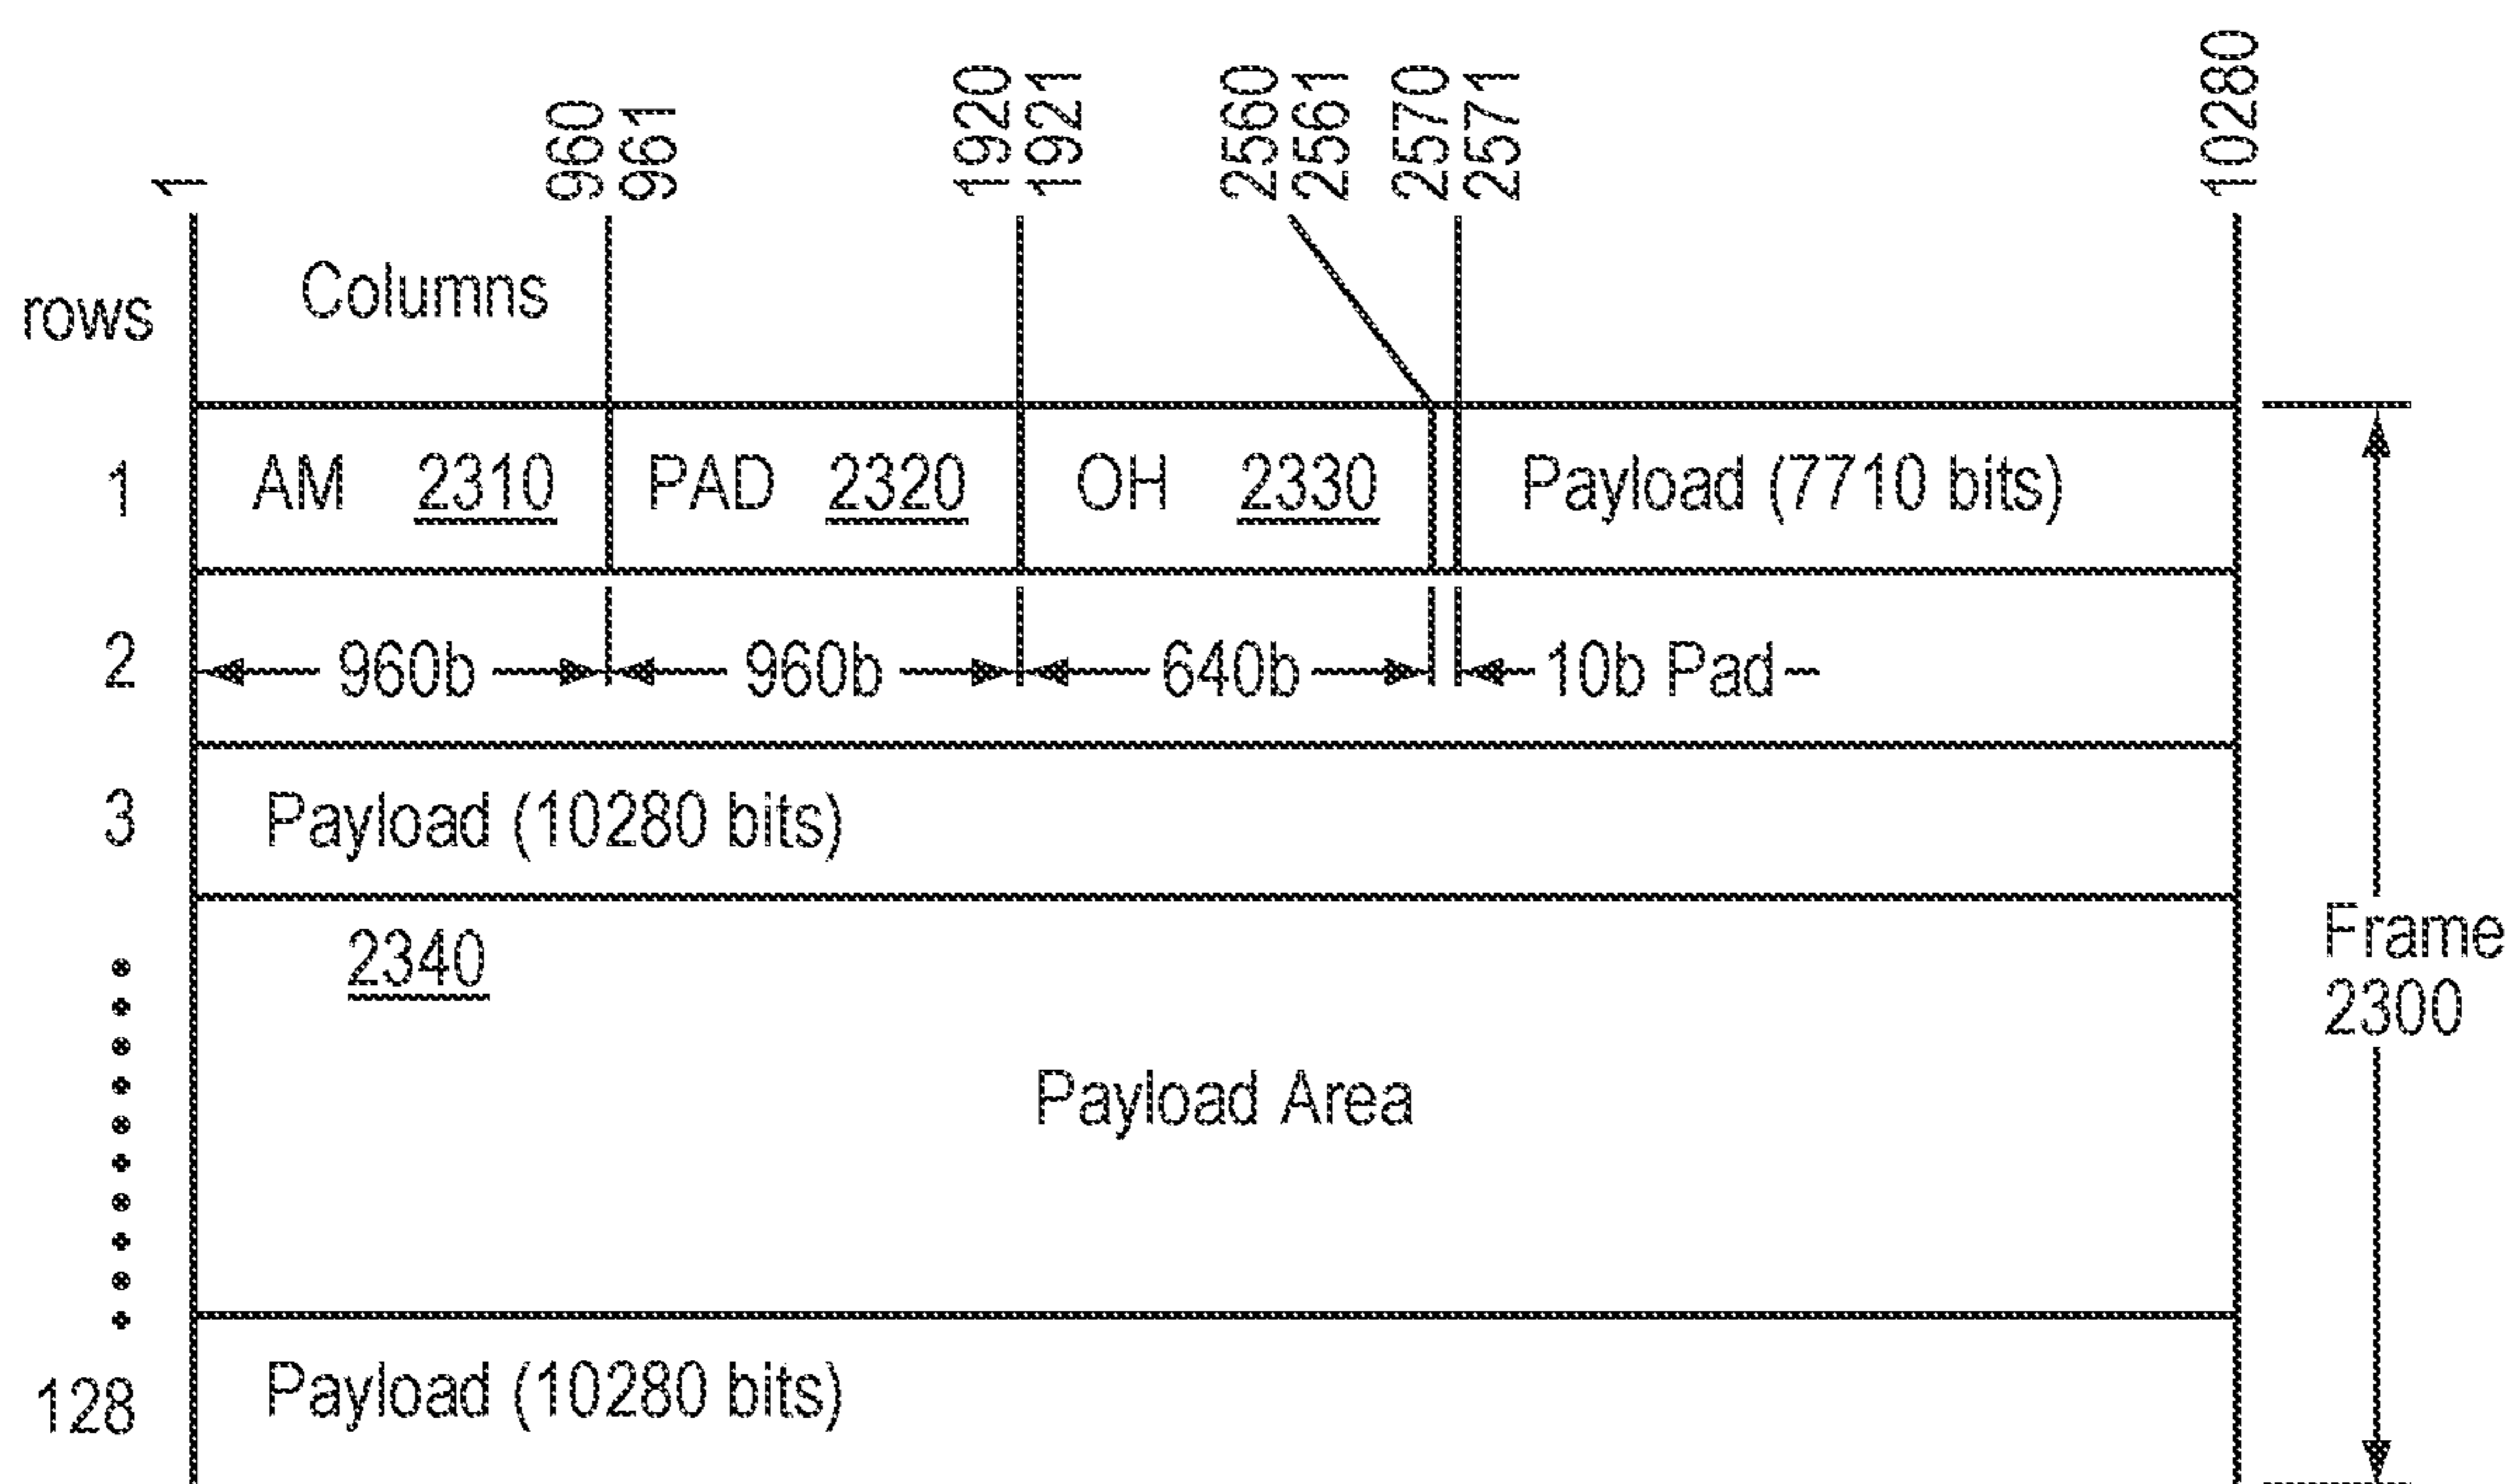 1
960
961
1920
1921
2560
2561
2570
2571
10280
rows
Columns
1
AM 2310
PAD 2320
OH 2330
Payload (7710 bits)
2
960b
960b
640b
10b Pad
3
Payload (10280 bits)
2340
Payload Area
Frame
2300
128
Payload (10280 bits)